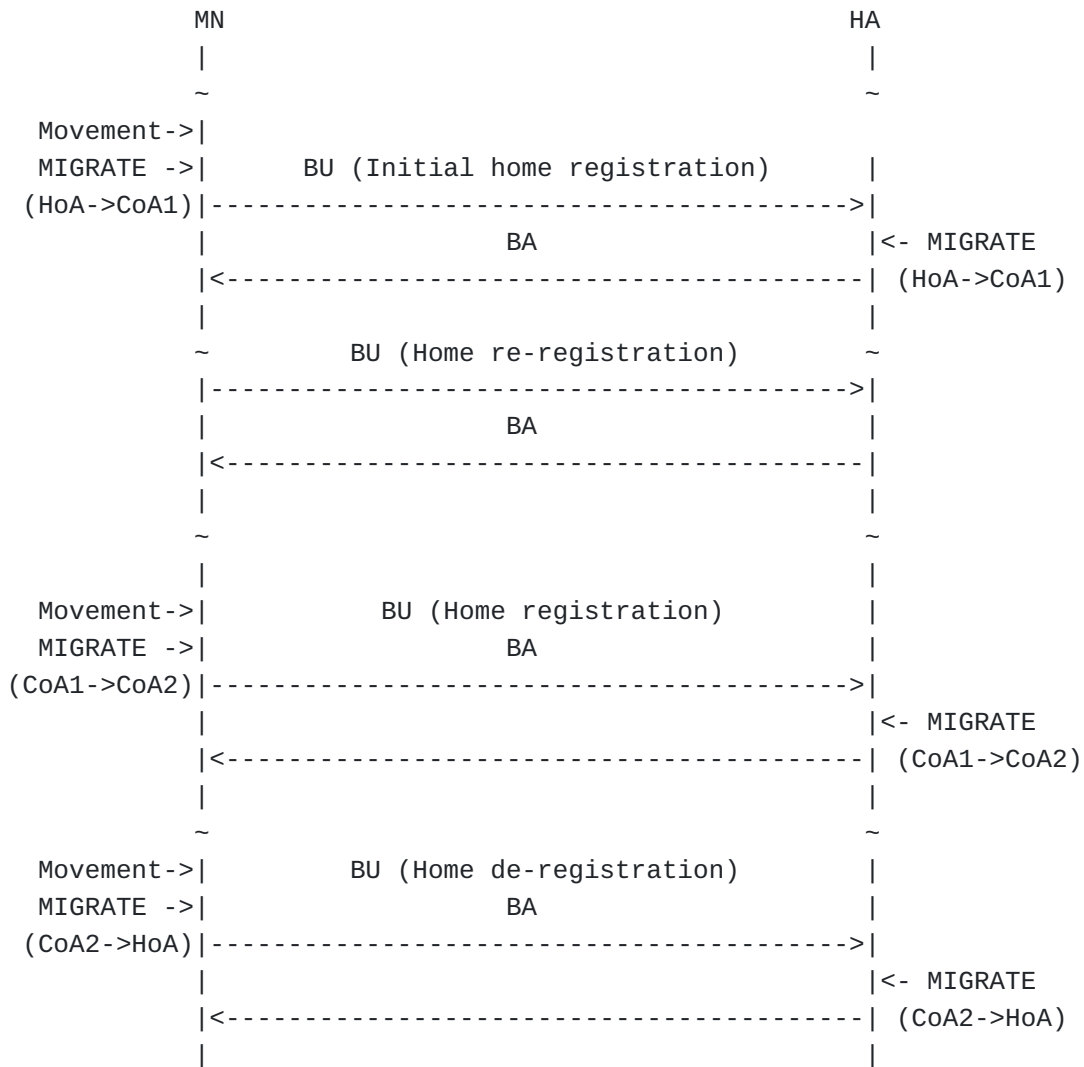 MN                                        HA
            |                                          |
            ~                                          ~
  Movement->|
  MIGRATE ->|      BU (Initial home registration)      |
 (HoA->CoA1)|----------------------------------------->|
            |                   BA                     |<- MIGRATE
            |<-----------------------------------------| (HoA->CoA1)
            |                                          |
            ~         BU (Home re-registration)        ~
            |----------------------------------------->|
            |                   BA                     |
            |<-----------------------------------------|
            |                                          |
            ~                                          ~
            |                                          |
  Movement->|           BU (Home registration)         |
  MIGRATE ->|                   BA                     |
(CoA1->CoA2)|----------------------------------------->|
            |                                          |<- MIGRATE
            |<-----------------------------------------| (CoA1->CoA2)
            |                                          |
            ~                                          ~
  Movement->|         BU (Home de-registration)        |
  MIGRATE ->|                   BA                     |
 (CoA2->HoA)|----------------------------------------->|
            |                                          |<- MIGRATE
            |<-----------------------------------------| (CoA2->HoA)
            |                                          |